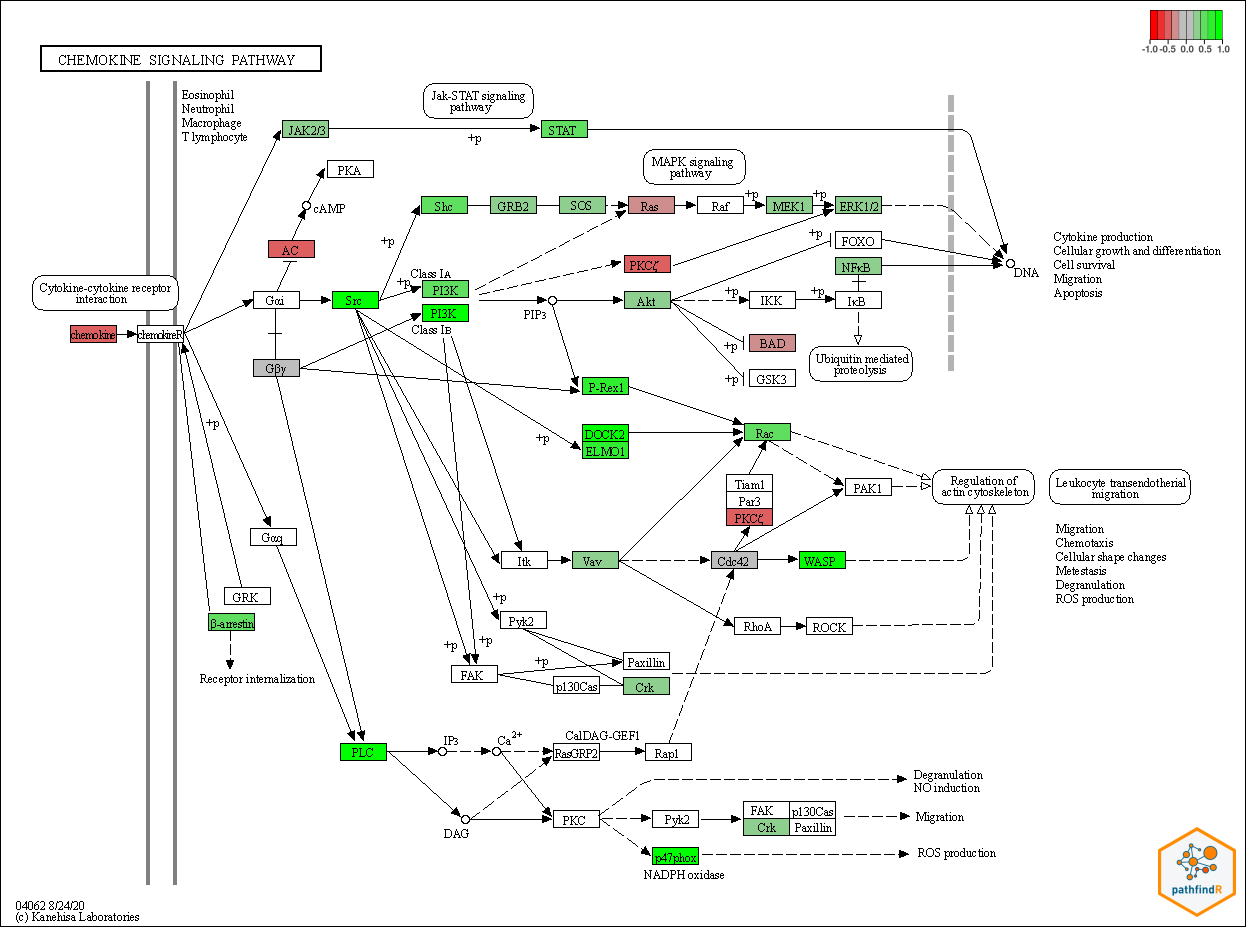 -1.0 -0.5 0.0 0.5 1.0
CHEMOKINE SIGNALING PATHWAY
Eosinophil
Neutrophil
Macrophage
T lymphocyte
Jak-STAT signaling
pathway
JAK2/3
+p
STAT
MAPK signaling
pathway
PKA
cAMP
AC
Shc
GRB2
SOS
Ras
Raf
+p
MEK1
+p
ERK1/2
+p
FOXO
+p
PKCζ
NFκB
DNA
Cytokine production
Cellular growth and differentiation
Cell survival
Migration
Apoptosis
Cytokine-cytokine receptor
interaction
chemokine
chemokineR
Gαi
Src
+p
Class IA
PI3K
PI3K
Class IB
PIP3
Akt
+p
IKK
+p
IκB
+p
BAD
Ubiquitin mediated
proteolysis
+p
GSK3
Gβγ
P-Rex1
+p
+p
DOCK2
ELMO1
Rac
Tiam1
Par3
PKCζ
PAK1
Regulation of
actin cytoskeleton
Leukocyte transendotherial
migration
Gαq
Itk
Vav
Cdc42
WASP
Migration
Chemotaxis
Cellular shape changes
Metestasis
Degranulation
ROS production
GRK
β-arrestin
Receptor internalization
+p
Pyk2
RhoA
ROCK
+p
+p
FAK
+p
Paxillin
p130Cas
Crk
PLC
IP3
Ca2+
CalDAG-GEF1
RasGRP2
Rap1
DAG
PKC
Degranulation
NO induction
Pyk2
FAK
p130Cas
Crk
Paxillin
Migration
p47phox
NADPH oxidase
ROS production
pathfindR
04062 8/24/20
(c) Kanehisa Laboratories